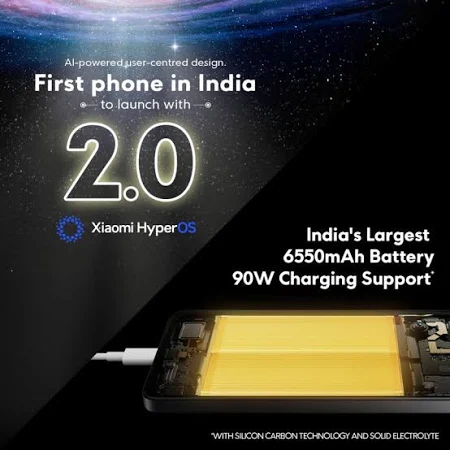 AI-powered user-centred design.
First phone in India
to launch with
2.0
Xiaomi HyperOS
India's Largest
6550mAh Battery
90W Charging Support*
*WITH SILICON CARBON TECHNOLOGY AND SOLID ELECTROLYTE